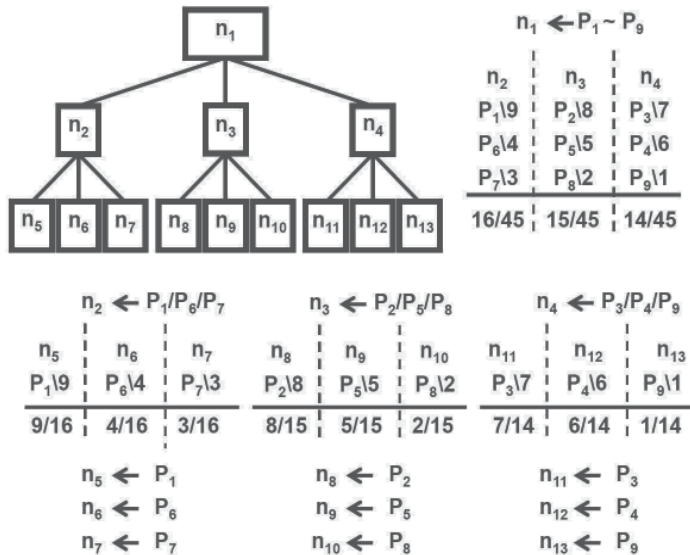 n1
n2 n3 n4
n5 n6 n7 n8 n9 n10 n11 n12 n13
n1 ← P1 ~ P9
n2 n3 n4
P1\9 P2\8 P3\7
P6\4 P5\5 P4\6
P7\3 P8\2 P9\1
16/45 15/45 14/45
n2 ← P1/P6/P7
n5 n6 n7
P1\9 P6\4 P7\3
9/16 4/16 3/16
n5 ← P1
n6 ← P6
n7 ← P7
n3 ← P2/P5/P8
n8 n9 n10
P2\8 P5\5 P8\2
8/15 5/15 2/15
n8 ← P2
n9 ← P5
n10 ← P8
n4 ← P3/P4/P9
n11 n12 n13
P3\7 P4\6 P9\1
7/14 6/14 1/14
n11 ← P3
n12 ← P4
n13 ← P9